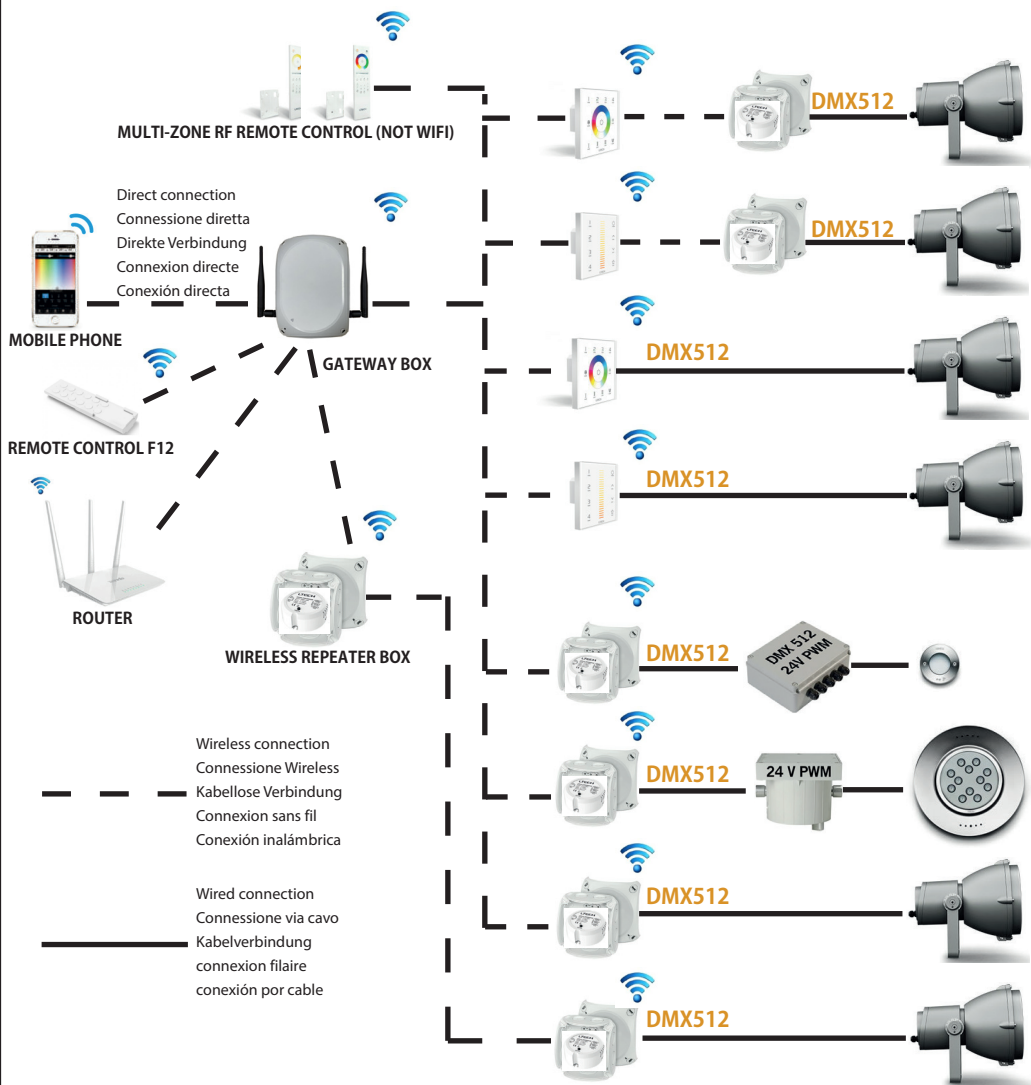 MULTI-ZONE RF REMOTE CONTROL (NOT WIFI)
DMX512
Direct connection
Connessione diretta
Direkte Verbindung
Connexion directe
Conexión directa
DMX512
MOBILE PHONE
GATEWAY BOX
DMX512
REMOTE CONTROL F12
DMX512
ROUTER
WIRELESS REPEATER BOX
DMX512
DMX 512
24V PWM
Wireless connection
Connessione Wireless
Kabellose Verbindung
Connexion sans fil
Conexión inalámbrica
DMX512
24 V PWM
Wired connection
Connessione via cavo
Kabelverbindung
connexion filaire
conexión por cable
DMX512
DMX512